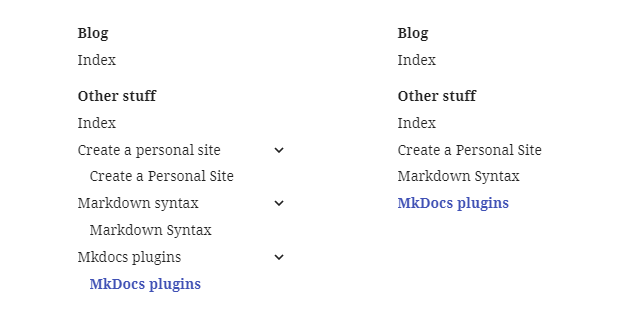 Blog
Index
Other stuff
Index
Create a personal site
Create a Personal Site
Markdown syntax
Markdown Syntax
Mkdocs plugins
MkDocs plugins
Blog
Index
Other stuff
Index
Create a Personal Site
Markdown Syntax
MkDocs plugins